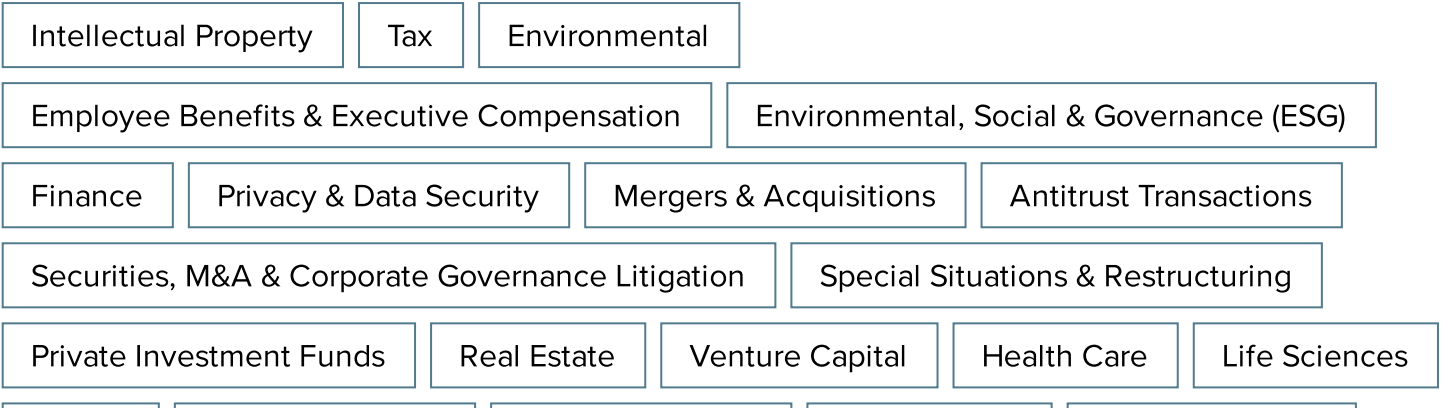 Intellectual Property Tax Environmental
Employee Benefits & Executive Compensation Environmental, Social & Governance (ESG)
Finance Privacy & Data Security Mergers & Acquisitions Antitrust Transactions
Securities, M&A & Corporate Governance Litigation Special Situations & Restructuring
Private Investment Funds Real Estate Venture Capital Health Care Life Sciences